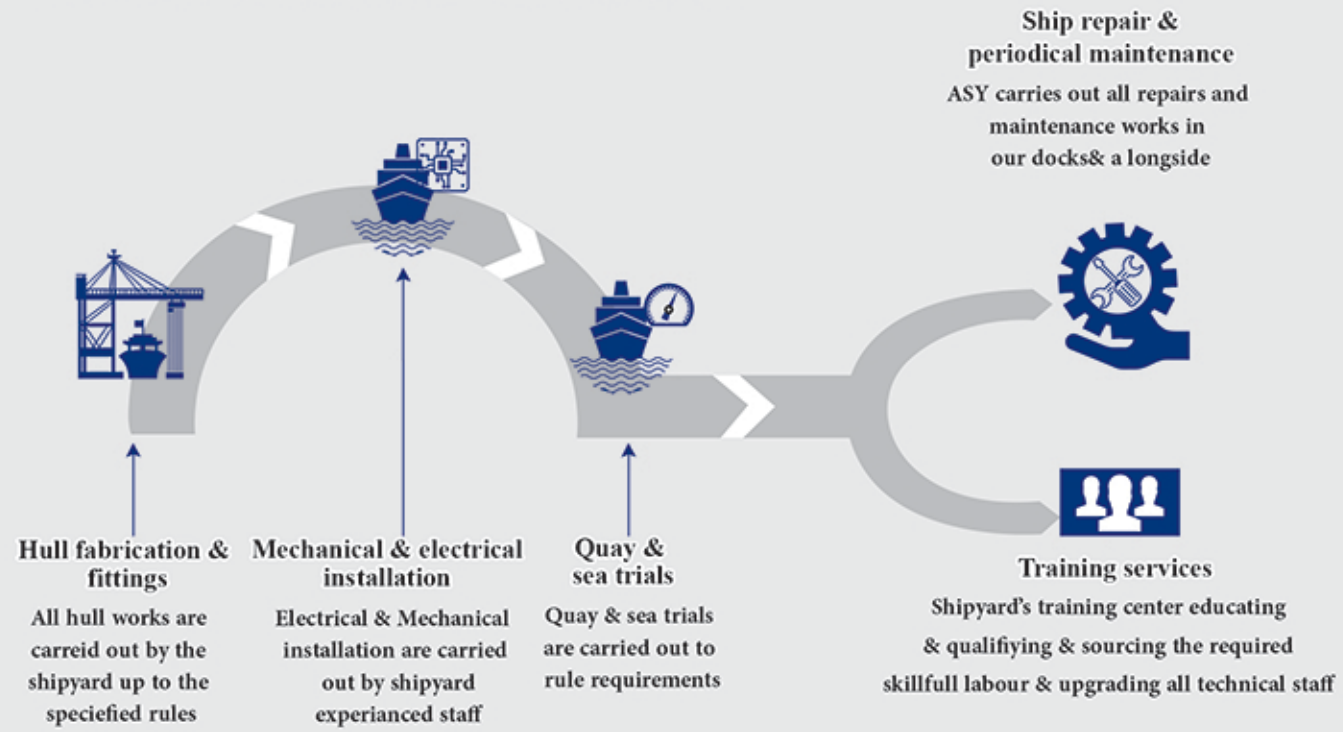 Ship repair &
periodical maintenance
ASY carries out all repairs and
maintenance works in
our docks& a longside
Hull fabrication &
fittings
All hull works are
carreid out by the
shipyard up to the
speciefied rules
Mechanical & electrical
installation
Electrical & Mechanical
installation are carried
out by shipyard
experianced staff
Quay &
sea trials
Quay & sea trials
are carried out to
rule requirements
Training services
Shipyard's training center educating
& qualifiying & sourcing the required
skillfull labour & upgrading all technical staff